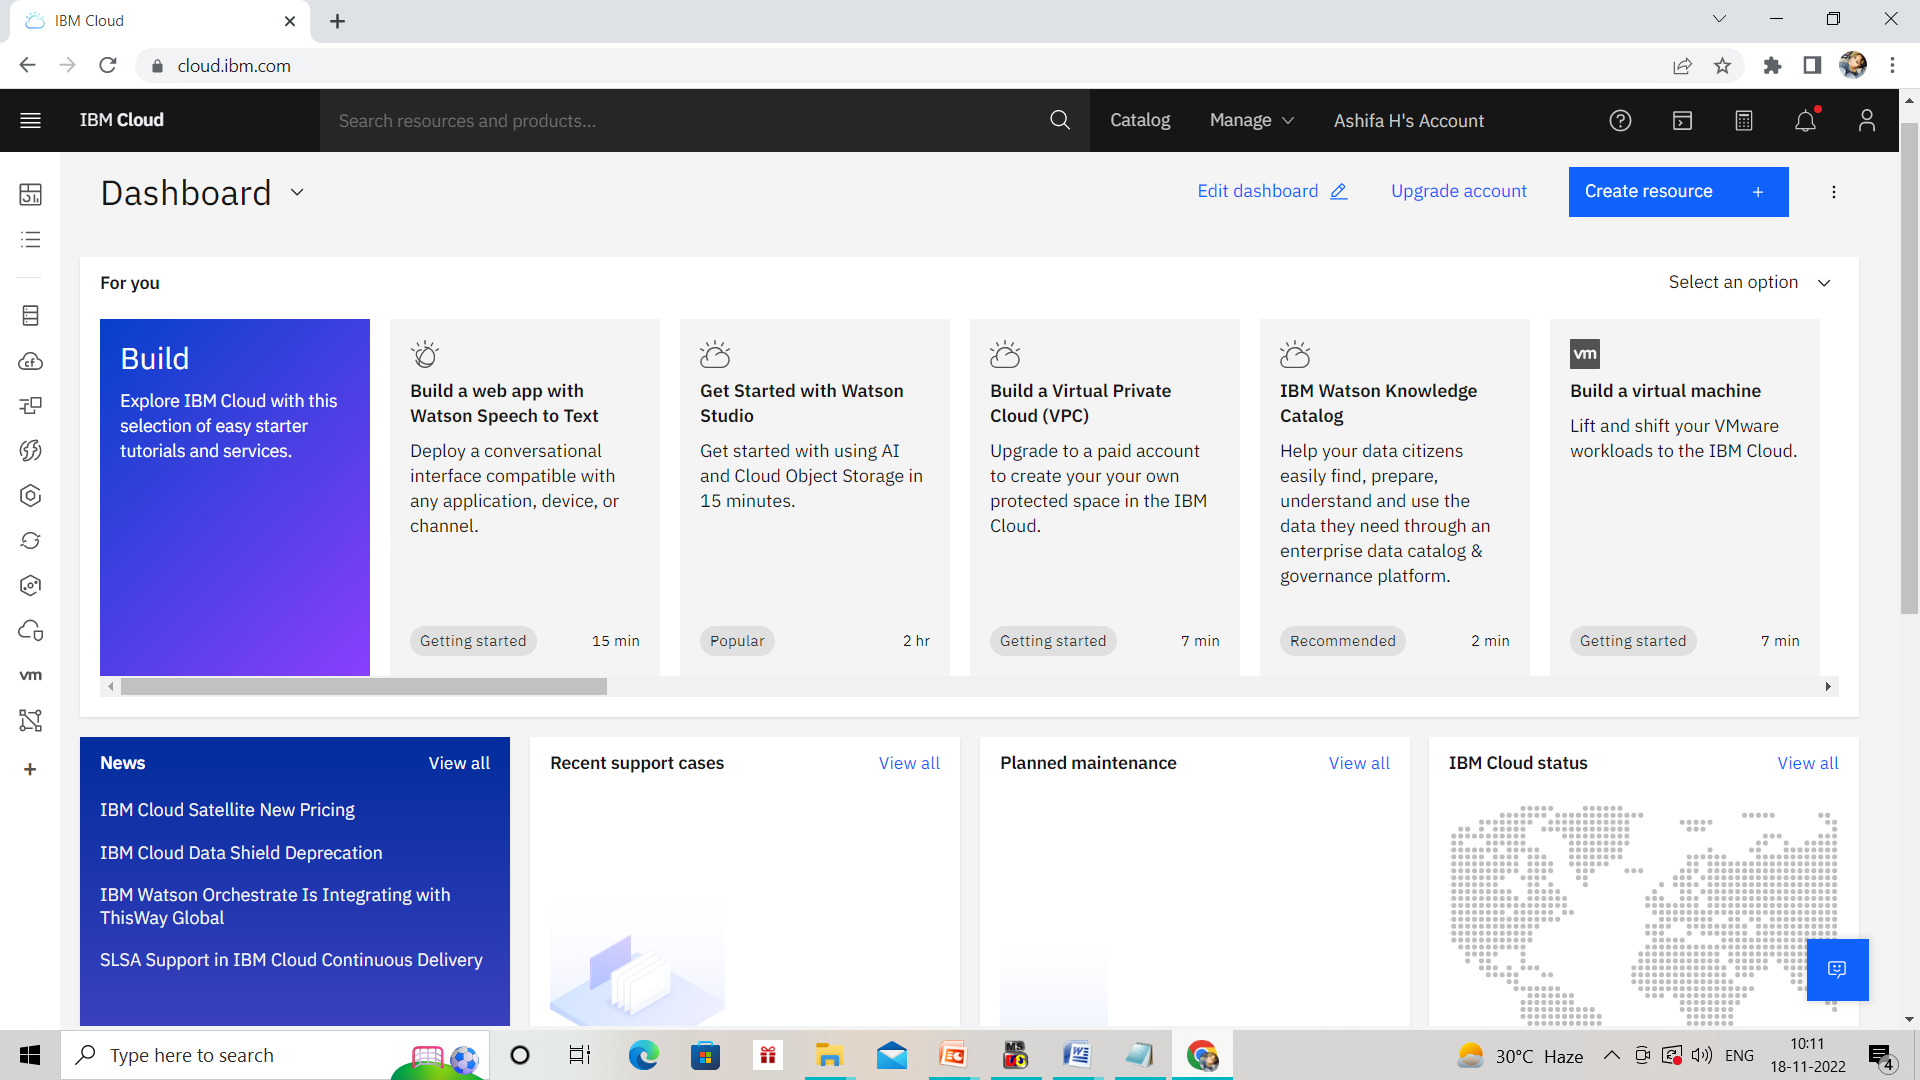 IBM Cloud
cloud.ibm.com
IBM Cloud
Search resources and products...
Catalog
Manage
Ashifa H's Account
Dashboard
Edit dashboard
Upgrade account
Create resource +
For you
Select an option
Build
Explore IBM Cloud with this
selection of easy starter
tutorials and services.
Build a web app with
Watson Speech to Text
Deploy a conversational
interface compatible with
any application, device, or
channel.
Getting started
15 min
Get Started with Watson
Studio
Get started with using AI
and Cloud Object Storage in
15 minutes.
Popular
2 hr
Build a Virtual Private
Cloud (VPC)
Upgrade to a paid account
to create your your own
protected space in the IBM
Cloud.
Getting started
7 min
IBM Watson Knowledge
Catalog
Help your data citizens
easily find, prepare,
understand and use the
data they need through an
enterprise data catalog &
governance platform.
Recommended
2 min
vm
Build a virtual machine
Lift and shift your VMware
workloads to the IBM Cloud.
Getting started
7 min
cf
vm
News
View all
IBM Cloud Satellite New Pricing
IBM Cloud Data Shield Deprecation
IBM Watson Orchestrate Is Integrating with
ThisWay Global
SLSA Support in IBM Cloud Continuous Delivery
Recent support cases
View all
Planned maintenance
View all
IBM Cloud status
View all
Type here to search
30°C Haze
ENG
10:11
18-11-2022
4